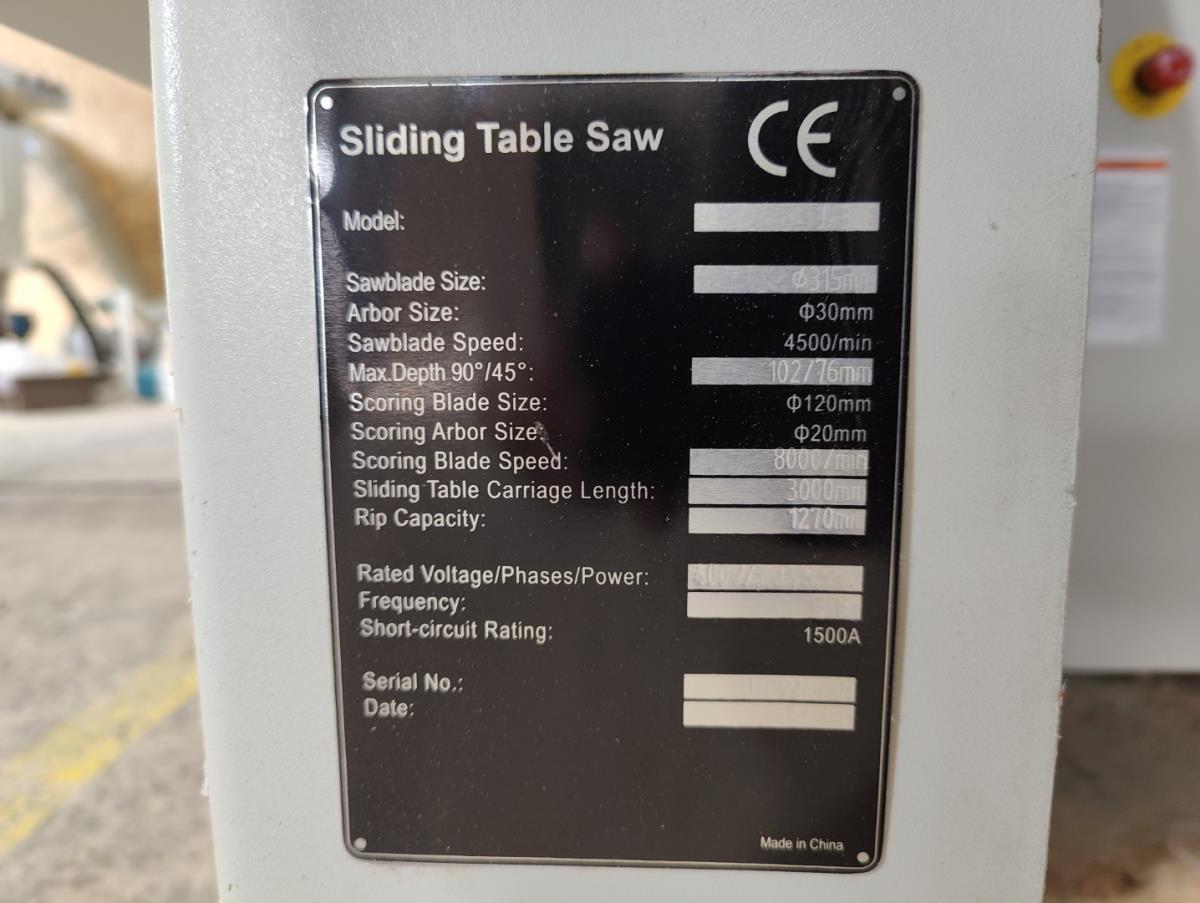 Sliding Table Saw CE
Model:
Sawblade Size: Φ315mm
Arbor Size: Φ30mm
Sawblade Speed: 4500/min
Max.Depth 90°/45°: 102/76mm
Scoring Blade Size: Φ120mm
Scoring Arbor Size: Φ20mm
Scoring Blade Speed: 8000/min
Sliding Table Carriage Length: 3000mm
Rip Capacity: 1270mm
Rated Voltage/Phases/Power:
Frequency:
Short-circuit Rating: 1500A
Serial No.:
Date:
Made in China